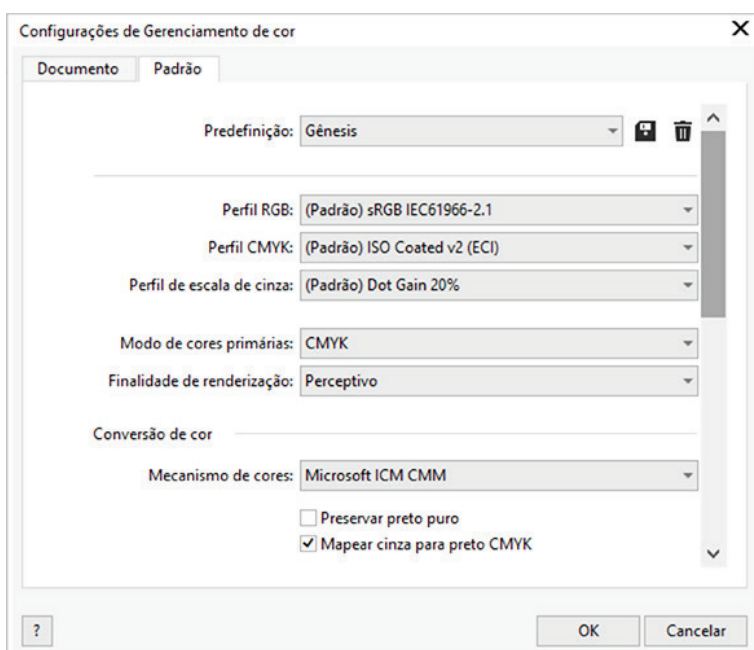 Configurações de Gerenciamento de cor
Documento Padrão
Predefinição: Gênesis
Perfil RGB: (Padrão) sRGB IEC61966-2.1
Perfil CMYK: (Padrão) ISO Coated v2 (ECI)
Perfil de escala de cinza: (Padrão) Dot Gain 20%
Modo de cores primárias: CMYK
Finalidade de renderização: Perceptivo
Conversão de cor
Mecanismo de cores: Microsoft ICM CMM
Preservar preto puro
Mapear cinza para preto CMYK
? OK Cancelar